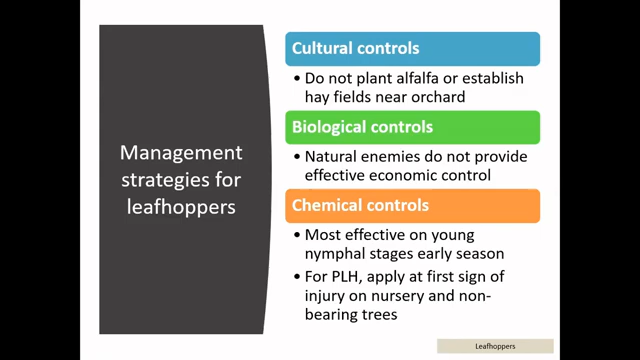 Management
strategies for
leafhoppers
Cultural controls
• Do not plant alfalfa or establish
hay fields near orchard
Biological controls
• Natural enemies do not provide
effective economic control
Chemical controls
• Most effective on young
nymphal stages early season
• For PLH, apply at first sign of
injury on nursery and non-
bearing trees
Leafhoppers